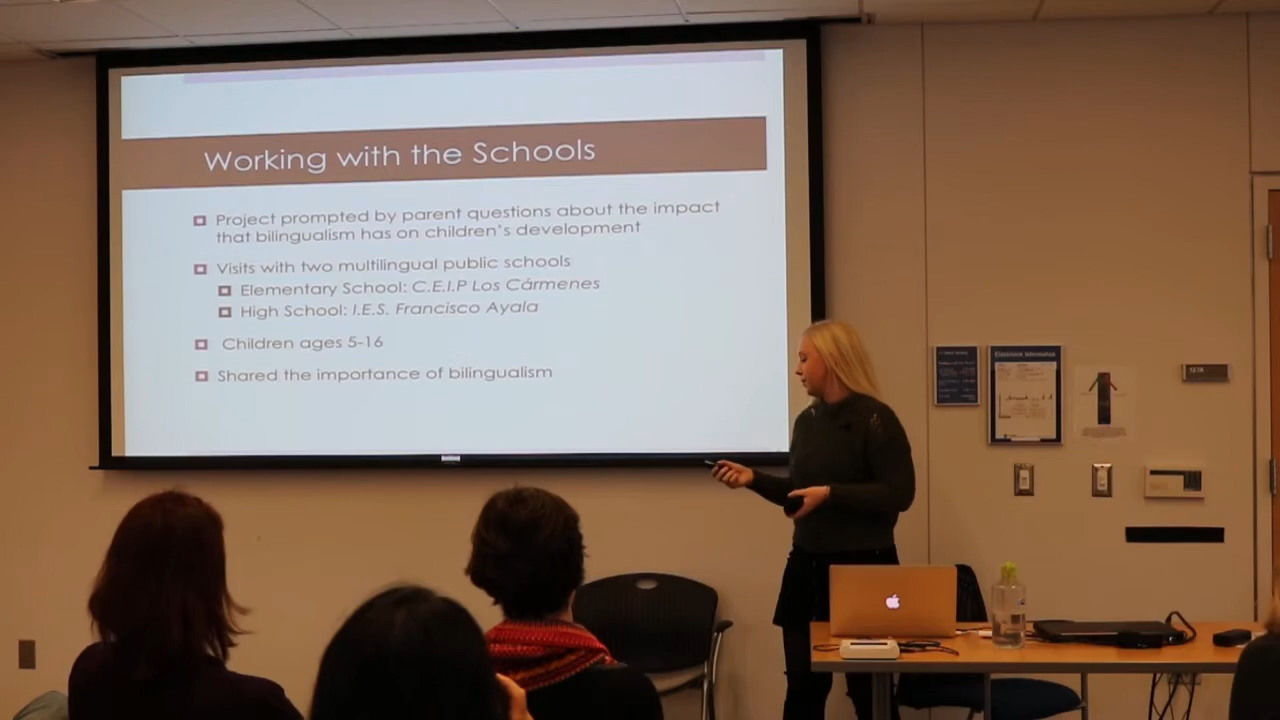 Working with the Schools
Project prompted by parent questions about the impact
that bilingualism has on children's development
Visits with two multilingual public schools
Elementary School: C.E.I.P Los Cármenes
High School: I.E.S. Francisco Ayala
Children ages 5-16
Shared the importance of bilingualism
Classroom Information